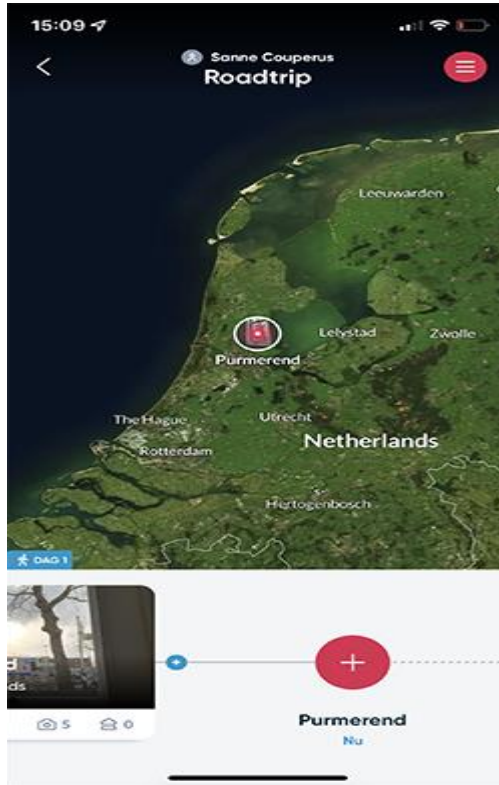 15:09
Sanne Couperus
Roadtrip
Leeuwarden
Lelystad
Zwolle
Purmerend
The Hague
Utrecht
Netherlands
Rotterdam
Hertogenbosch
DAG 1
ds
5
0
Purmerend
Nu